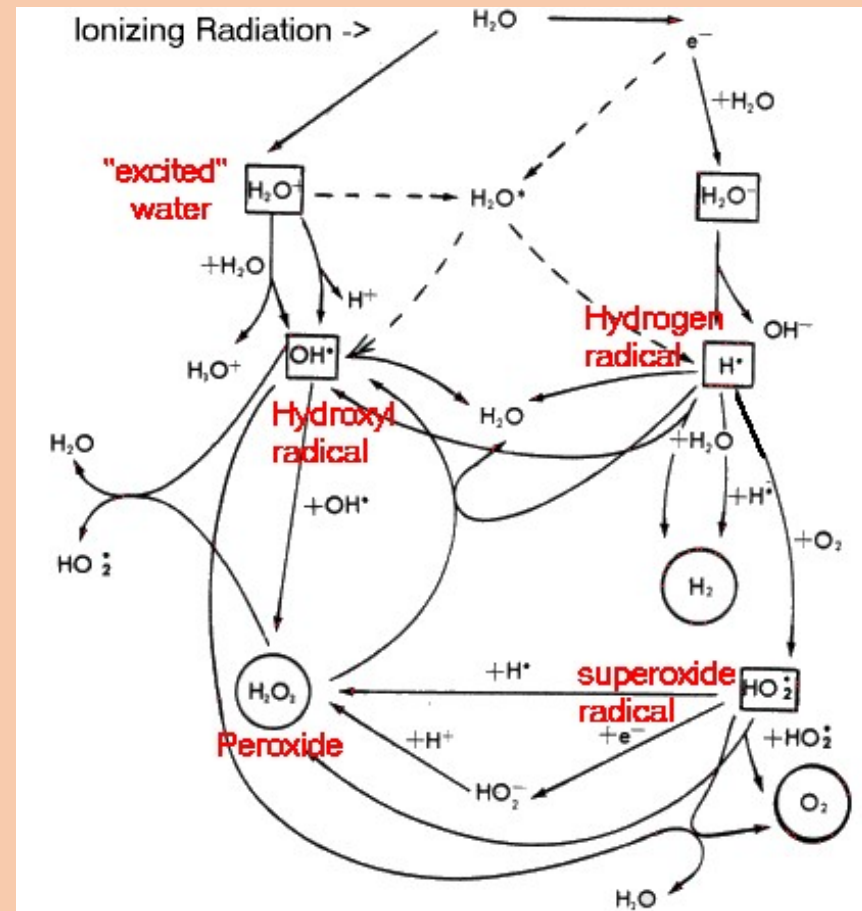 Ionizing Radiation ->
H₂O
e⁻
+H₂O
"excited"
water
H₂O⁺
H₂O*
H₂O⁻
+H₂O
H⁺
H₃O⁺
OH•
Hydroxyl
radical
Hydrogen
radical
H•
OH⁻
H₂O
H₂O
HO₂•
+OH•
+H₂O
+H•
+O₂
H₂
H₂O₂
Peroxide
+H•
superoxide
radical
HO₂•
+H⁺
+e⁻
HO₂⁻
+HO₂•
O₂
H₂O